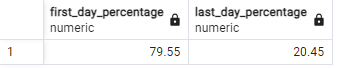 first_day_percentage last_day_percentage
numeric numeric
1 79.55 20.45